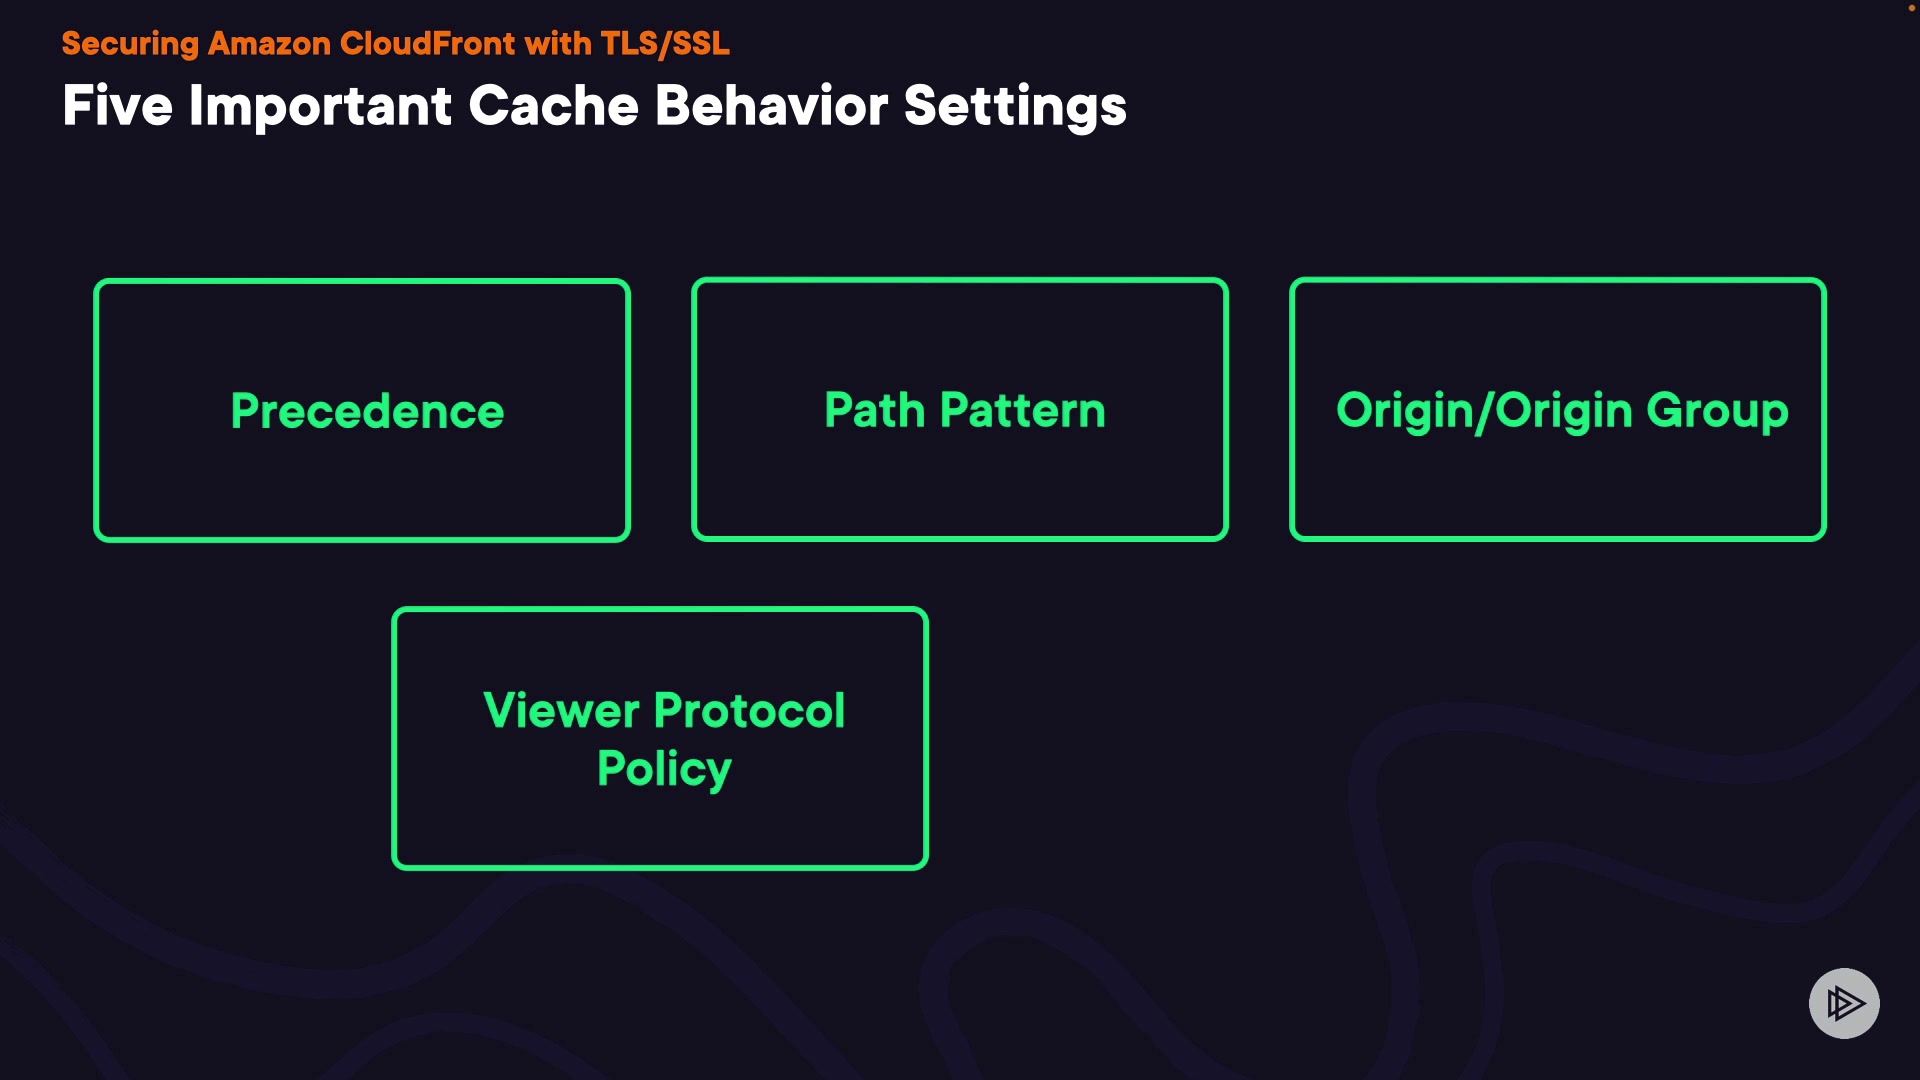 Securing Amazon CloudFront with TLS/SSL
Five Important Cache Behavior Settings
Precedence
Path Pattern
Origin/Origin Group
Viewer Protocol
Policy